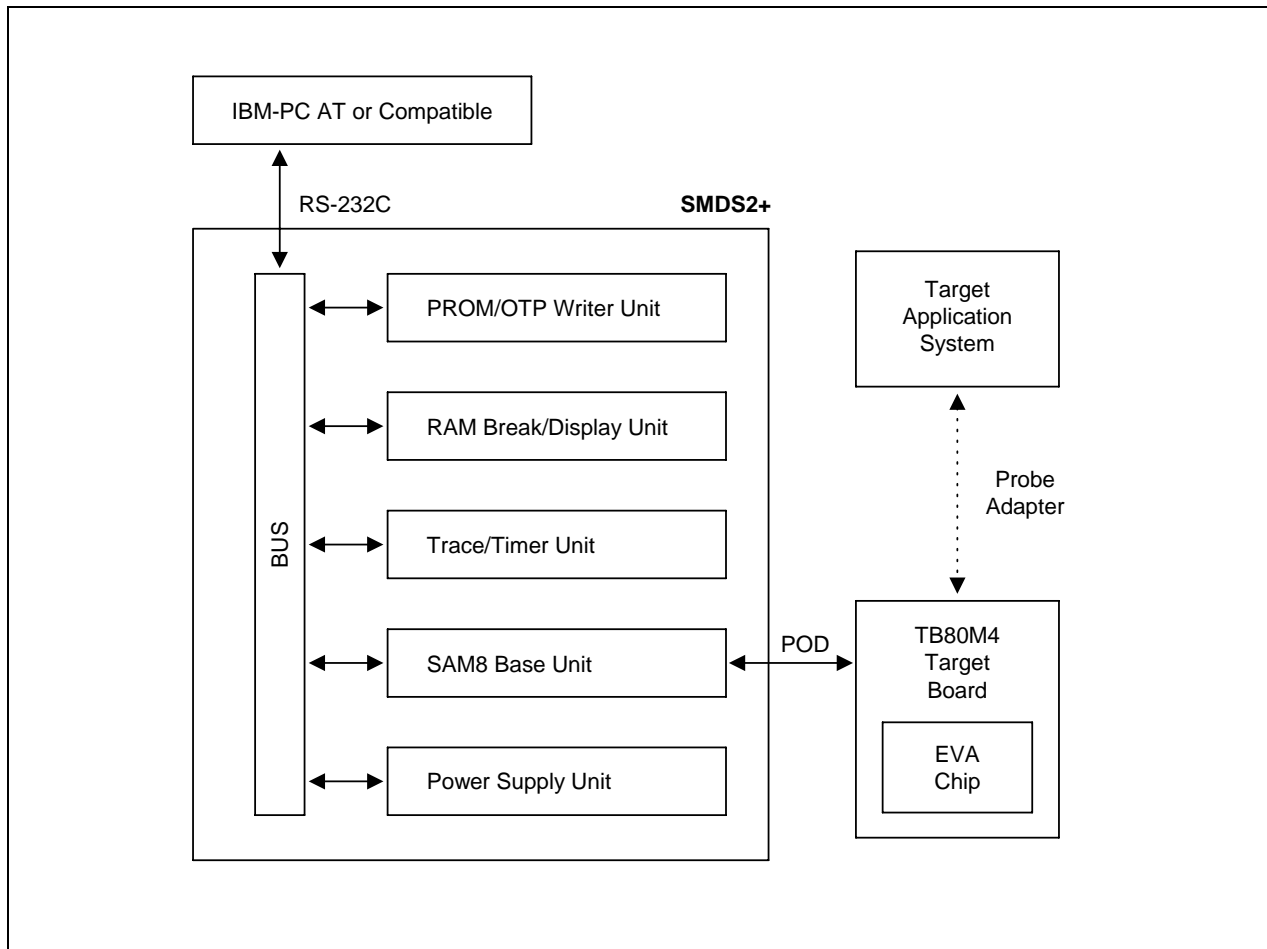 IBM-PC AT or Compatible
RS-232C
SMDS2+
BUS
PROM/OTP Writer Unit
RAM Break/Display Unit
Trace/Timer Unit
SAM8 Base Unit
Power Supply Unit
POD
Target
Application
System
Probe
Adapter
TB80M4
Target
Board
EVA
Chip